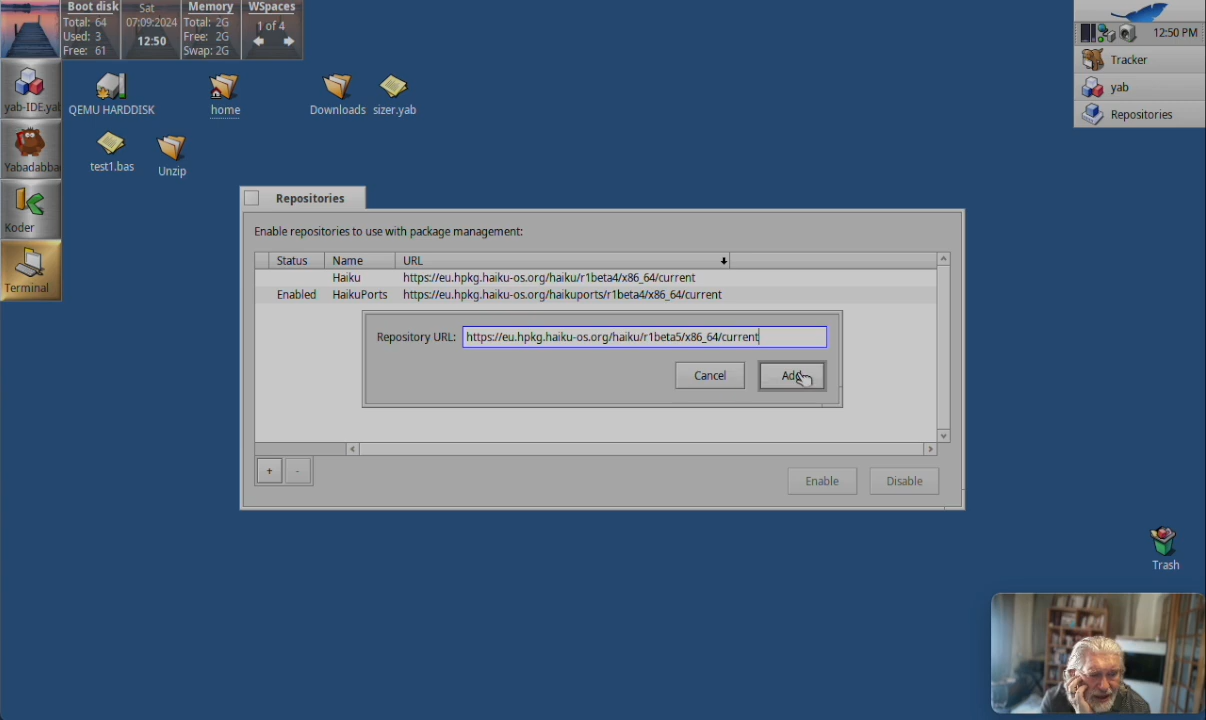 Boot disk
Total: 64
Used: 3
Free: 61
Sat
07:09:2024
12:50
Memory
Total: 2G
Free: 2G
Swap: 2G
WSpaces
1 of 4
12:50 PM
Tracker
yab
Repositories
yab-IDE.yab
QEMU HARDDISK
home
Downloads
sizer.yab
Yabadabba
test1.bas
Unzip
Koder
Terminal
Repositories
Enable repositories to use with package management:
Status Name URL
Haiku https://eu.hpkg.haiku-os.org/haiku/r1beta4/x86_64/current
Enabled HaikuPorts https://eu.hpkg.haiku-os.org/haikuports/r1beta4/x86_64/current
Repository URL: https://eu.hpkg.haiku-os.org/haiku/r1beta5/x86_64/current
Cancel
Add
+ -
Enable
Disable
Trash